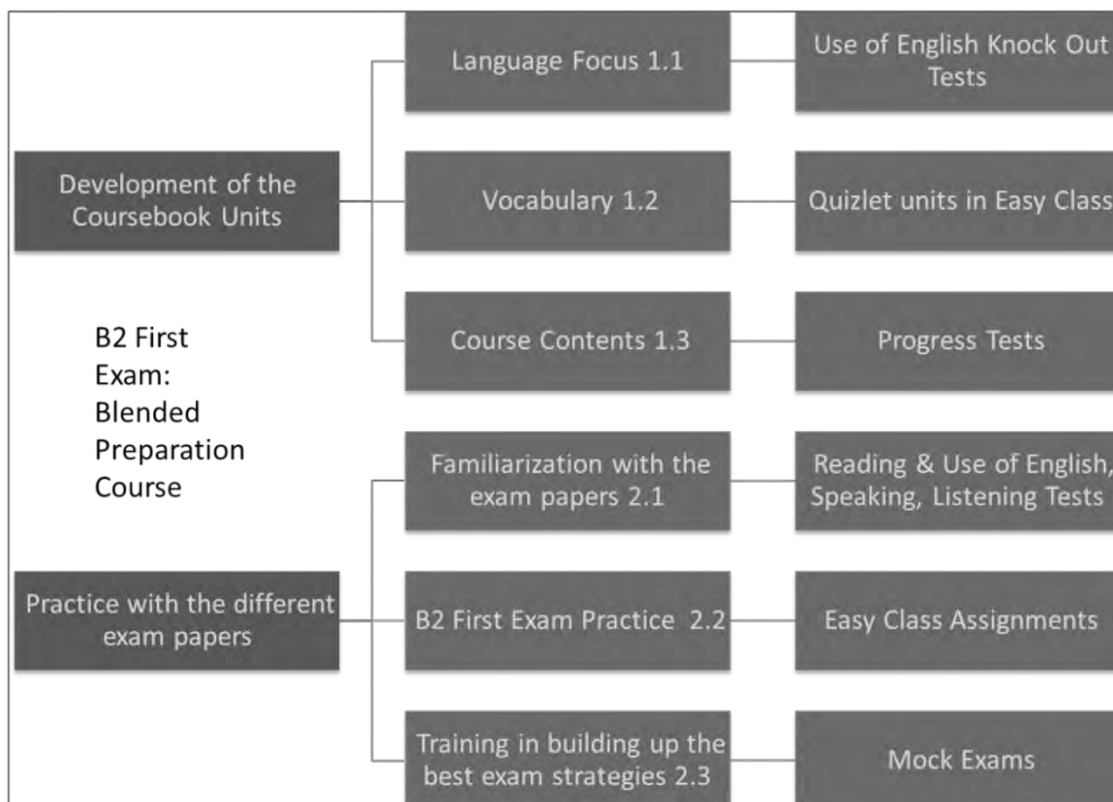 Language Focus 1.1
Use of English Knock Out
Tests
Development of the
Coursebook Units
Vocabulary 1.2
Quizlet units in Easy Class
Course Contents 1.3
Progress Tests
B2 First
Exam:
Blended
Preparation
Course
Familiarization with the
exam papers 2.1
Reading & Use of English,
Speaking, Listening Tests
Practice with the different
exam papers
B2 First Exam Practice 2.2
Easy Class Assignments
Training in building up the
best exam strategies 2.3
Mock Exams